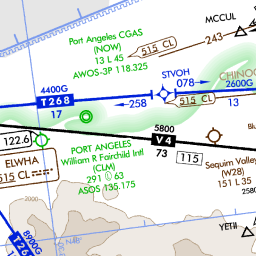 MCCUL
Port Angeles CGAS
(NOW)
13 L 45
AWOS-3P 118.325
243
515 CL
STVOH
078
CHINOO
4400G
2600G
T268
258
515 CL
17
13
122.6
5800
V 4
73
115
ELWHA
515 CL
PORT ANGELES
William R Fairchild Intl
(CLM)
291 L 63
ASOS 135.175
Sequim Valley
(W28)
151 L 35
8900G
T26
YETII